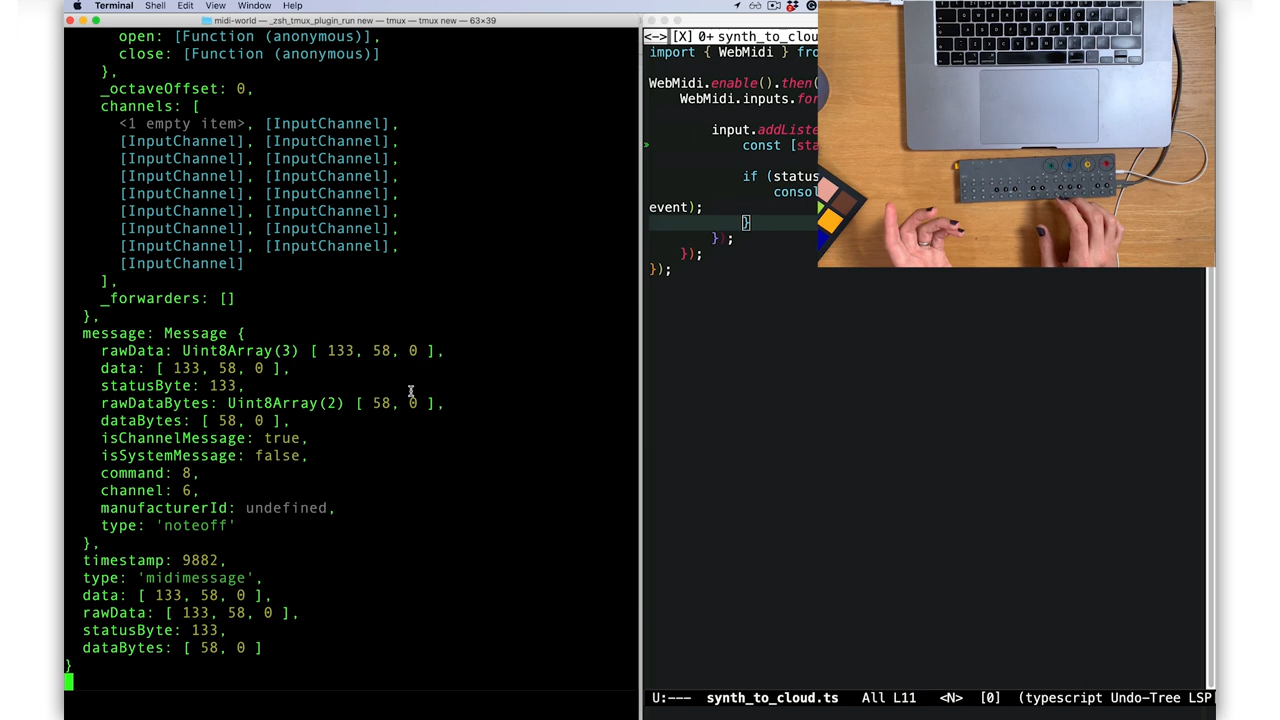 Terminal Shell Edit View Window Help
midi-world — _zsh_tmux_plugin_run new — tmux — tmux new — 63×39
open: [Function (anonymous)],
close: [Function (anonymous)]
},
_octaveOffset: 0,
channels: [
<1 empty item>, [InputChannel],
[InputChannel], [InputChannel],
[InputChannel], [InputChannel],
[InputChannel], [InputChannel],
[InputChannel], [InputChannel],
[InputChannel], [InputChannel],
[InputChannel], [InputChannel],
[InputChannel], [InputChannel],
[InputChannel]
],
_forwarders: []
},
message: Message {
rawData: Uint8Array(3) [ 133, 58, 0 ],
data: [ 133, 58, 0 ],
statusByte: 133,
rawDataBytes: Uint8Array(2) [ 58, 0 ],
dataBytes: [ 58, 0 ],
isChannelMessage: true,
isSystemMessage: false,
command: 8,
channel: 6,
manufacturerId: undefined,
type: 'noteoff'
},
timestamp: 9882,
type: 'midimessage',
data: [ 133, 58, 0 ],
rawData: [ 133, 58, 0 ],
statusByte: 133,
dataBytes: [ 58, 0 ]
}
<-> [X] 0+ synth_to_clou
import { WebMidi } fro
WebMidi.enable().then(
WebMidi.inputs.for
input.addListe
const [sta
if (status
consol
event);
}
});
});
});
U:--- synth_to_cloud.ts All L11 <N> [0] (typescript Undo-Tree LSP